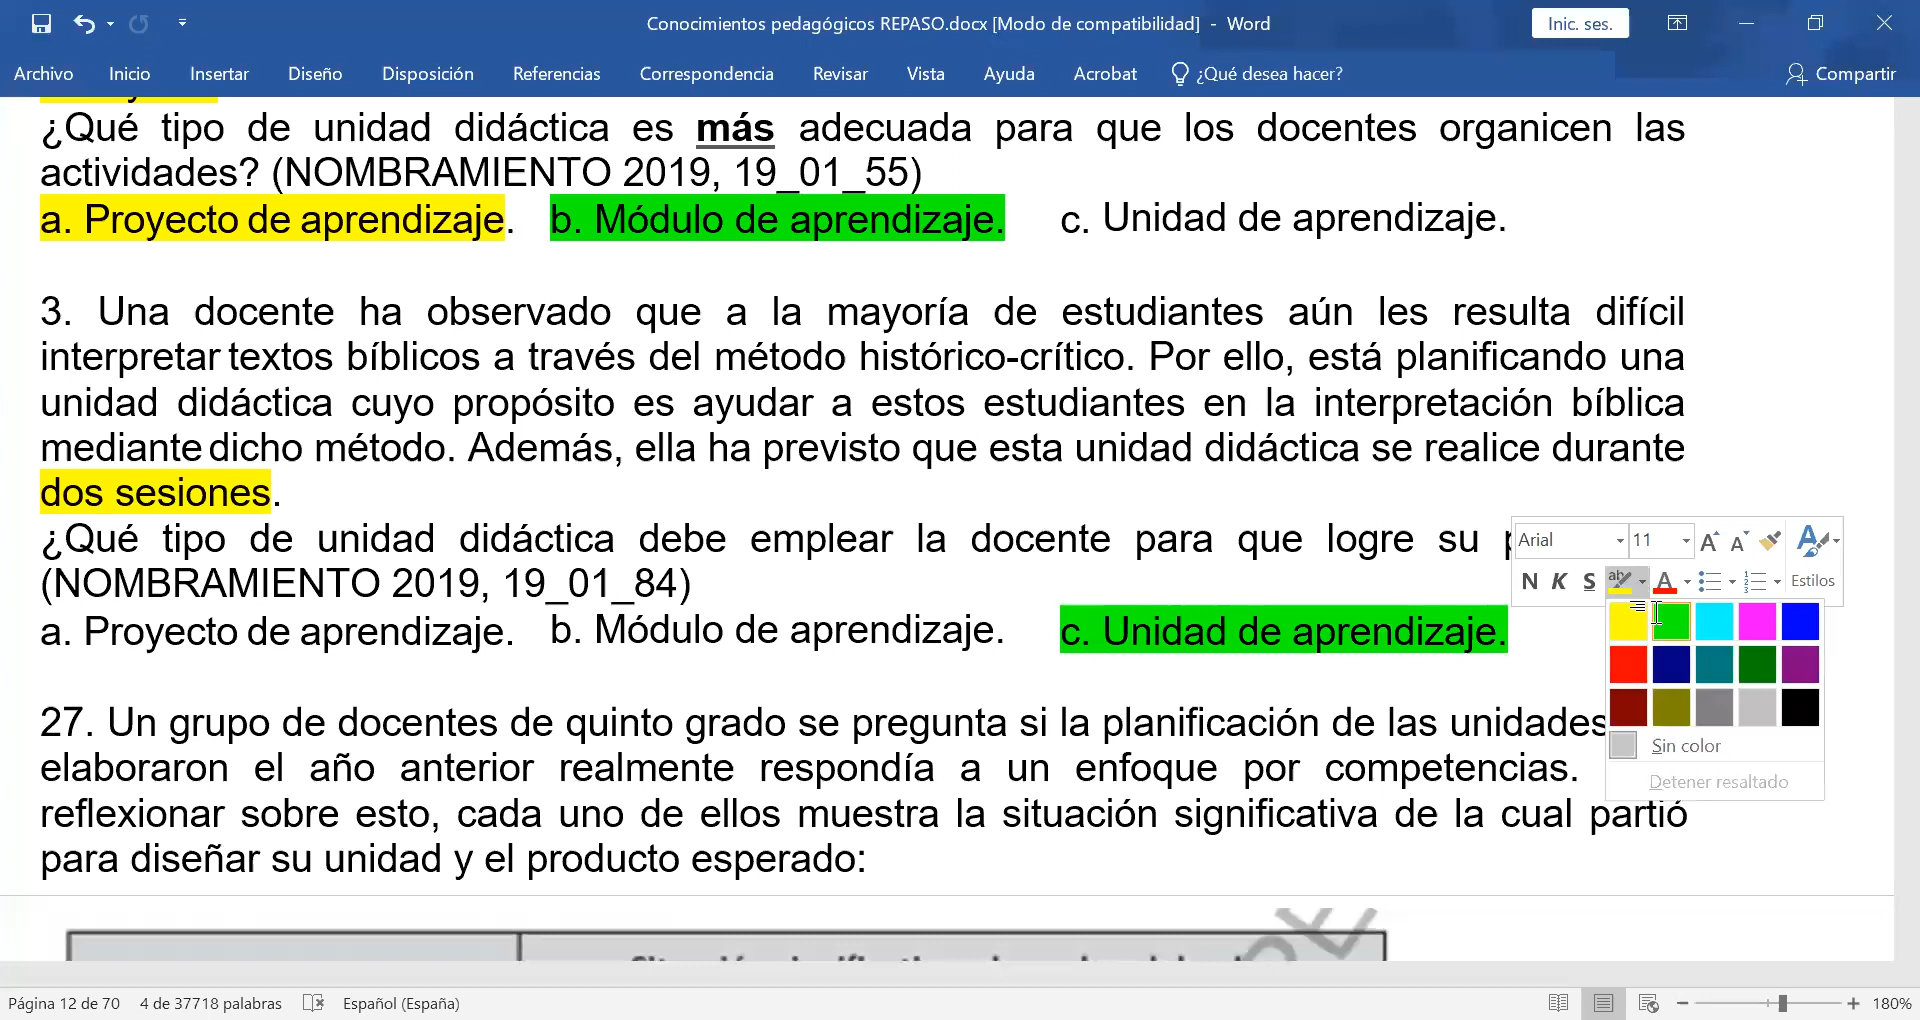 Conocimientos pedagógicos REPASO.docx [Modo de compatibilidad] - Word
Inic. ses.
Archivo Inicio Insertar Diseño Disposición Referencias Correspondencia Revisar Vista Ayuda Acrobat ¿Qué desea hacer? Compartir
¿Qué tipo de unidad didáctica es más adecuada para que los docentes organicen las
actividades? (NOMBRAMIENTO 2019, 19_01_55)
a. Proyecto de aprendizaje. b. Módulo de aprendizaje. c. Unidad de aprendizaje.
3. Una docente ha observado que a la mayoría de estudiantes aún les resulta difícil
interpretar textos bíblicos a través del método histórico-crítico. Por ello, está planificando una
unidad didáctica cuyo propósito es ayudar a estos estudiantes en la interpretación bíblica
mediante dicho método. Además, ella ha previsto que esta unidad didáctica se realice durante
dos sesiones.
¿Qué tipo de unidad didáctica debe emplear la docente para que logre su
(NOMBRAMIENTO 2019, 19_01_84)
a. Proyecto de aprendizaje. b. Módulo de aprendizaje. c. Unidad de aprendizaje.
Arial 11
N K S Estilos
Sin color
Detener resaltado
27. Un grupo de docentes de quinto grado se pregunta si la planificación de las unidades
elaboraron el año anterior realmente respondía a un enfoque por competencias.
reflexionar sobre esto, cada uno de ellos muestra la situación significativa de la cual partió
para diseñar su unidad y el producto esperado:
Página 12 de 70 4 de 37718 palabras Español (España) 180%